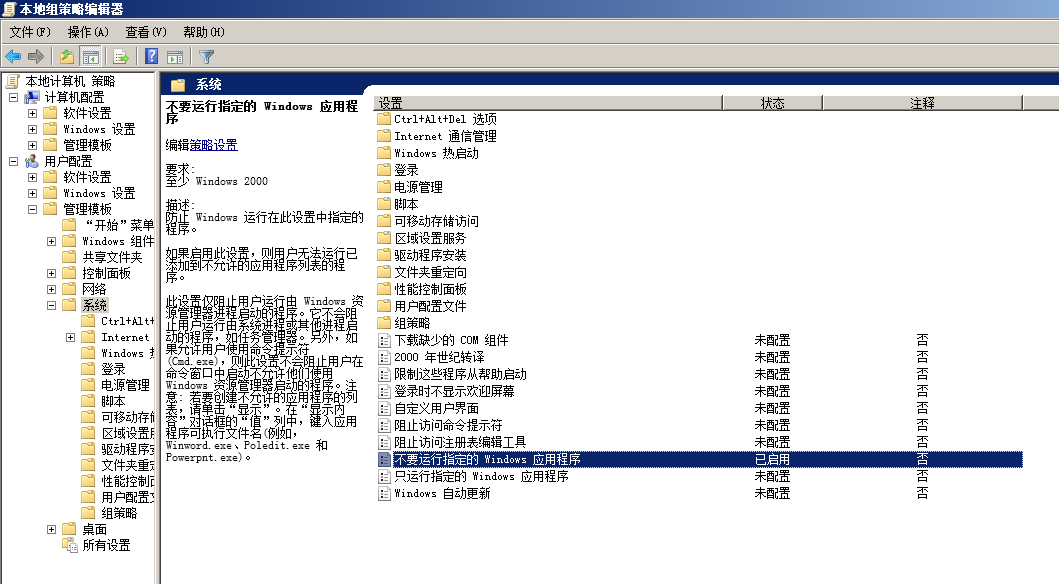 本地组策略编辑器
文件(F) 操作(A) 查看(V) 帮助(H)
本地计算机 策略
计算机配置
软件设置
Windows 设置
管理模板
用户配置
软件设置
Windows 设置
管理模板
“开始”菜单
Windows 组件
共享文件夹
控制面板
网络
系统
Ctrl+Alt+
Internet
Windows
登录
电源管理
脚本
可移动存
区域设置
驱动程序
文件夹重
性能控制
用户配置
组策略
桌面
所有设置
系统
不要运行指定的 Windows 应用程
序
编辑策略设置
要求:
至少 Windows 2000
描述:
防止 Windows 运行在此设置中指定的
程序。
如果启用此设置，则用户无法运行已
添加到不允许的应用程序列表的程
序。
此设置仅阻止用户运行由 Windows 资
源管理器进程启动的程序。它不会阻
止用户运行由系统进程或其他进程启
动的程序，如任务管理器。另外，如
果允许用户使用命令提示符
(Cmd.exe)，则此设置不会阻止用户在
命令窗口中启动不允许他们使用
Windows 资源管理器启动的程序。注
意: 若要创建不允许的应用程序的列
表，请单击“显示”。在“显示内
容”对话框的“值”列中，键入应用
程序可执行文件名(例如，
Winword.exe、Poledit.exe 和
Powerpnt.exe)。
设置 状态 注释
Ctrl+Alt+Del 选项
Internet 通信管理
Windows 热启动
登录
电源管理
脚本
可移动存储访问
区域设置服务
驱动程序安装
文件夹重定向
性能控制面板
用户配置文件
组策略
下载缺少的 COM 组件 未配置 否
2000 年世纪转译 未配置 否
限制这些程序从帮助启动 未配置 否
登录时不显示欢迎屏幕 未配置 否
自定义用户界面 未配置 否
阻止访问命令提示符 未配置 否
阻止访问注册表编辑工具 未配置 否
不要运行指定的 Windows 应用程序 已启用 否
只运行指定的 Windows 应用程序 未配置 否
Windows 自动更新 未配置 否